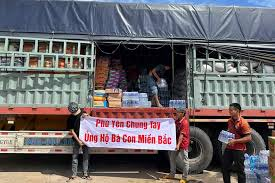 Phú Yên Chung Tay
Ủng Hộ Bà Con Miền Bắc